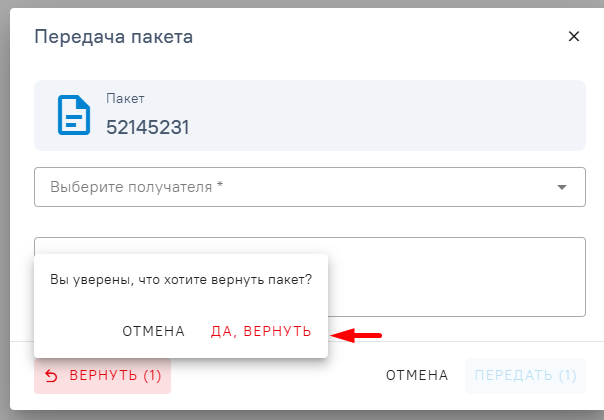 Передача пакета
Пакет
52145231
Выберите получателя *
Вы уверены, что хотите вернуть пакет?
ОТМЕНА ДА, ВЕРНУТЬ
ВЕРНУТЬ (1) ОТМЕНА ПЕРЕДАТЬ (1)